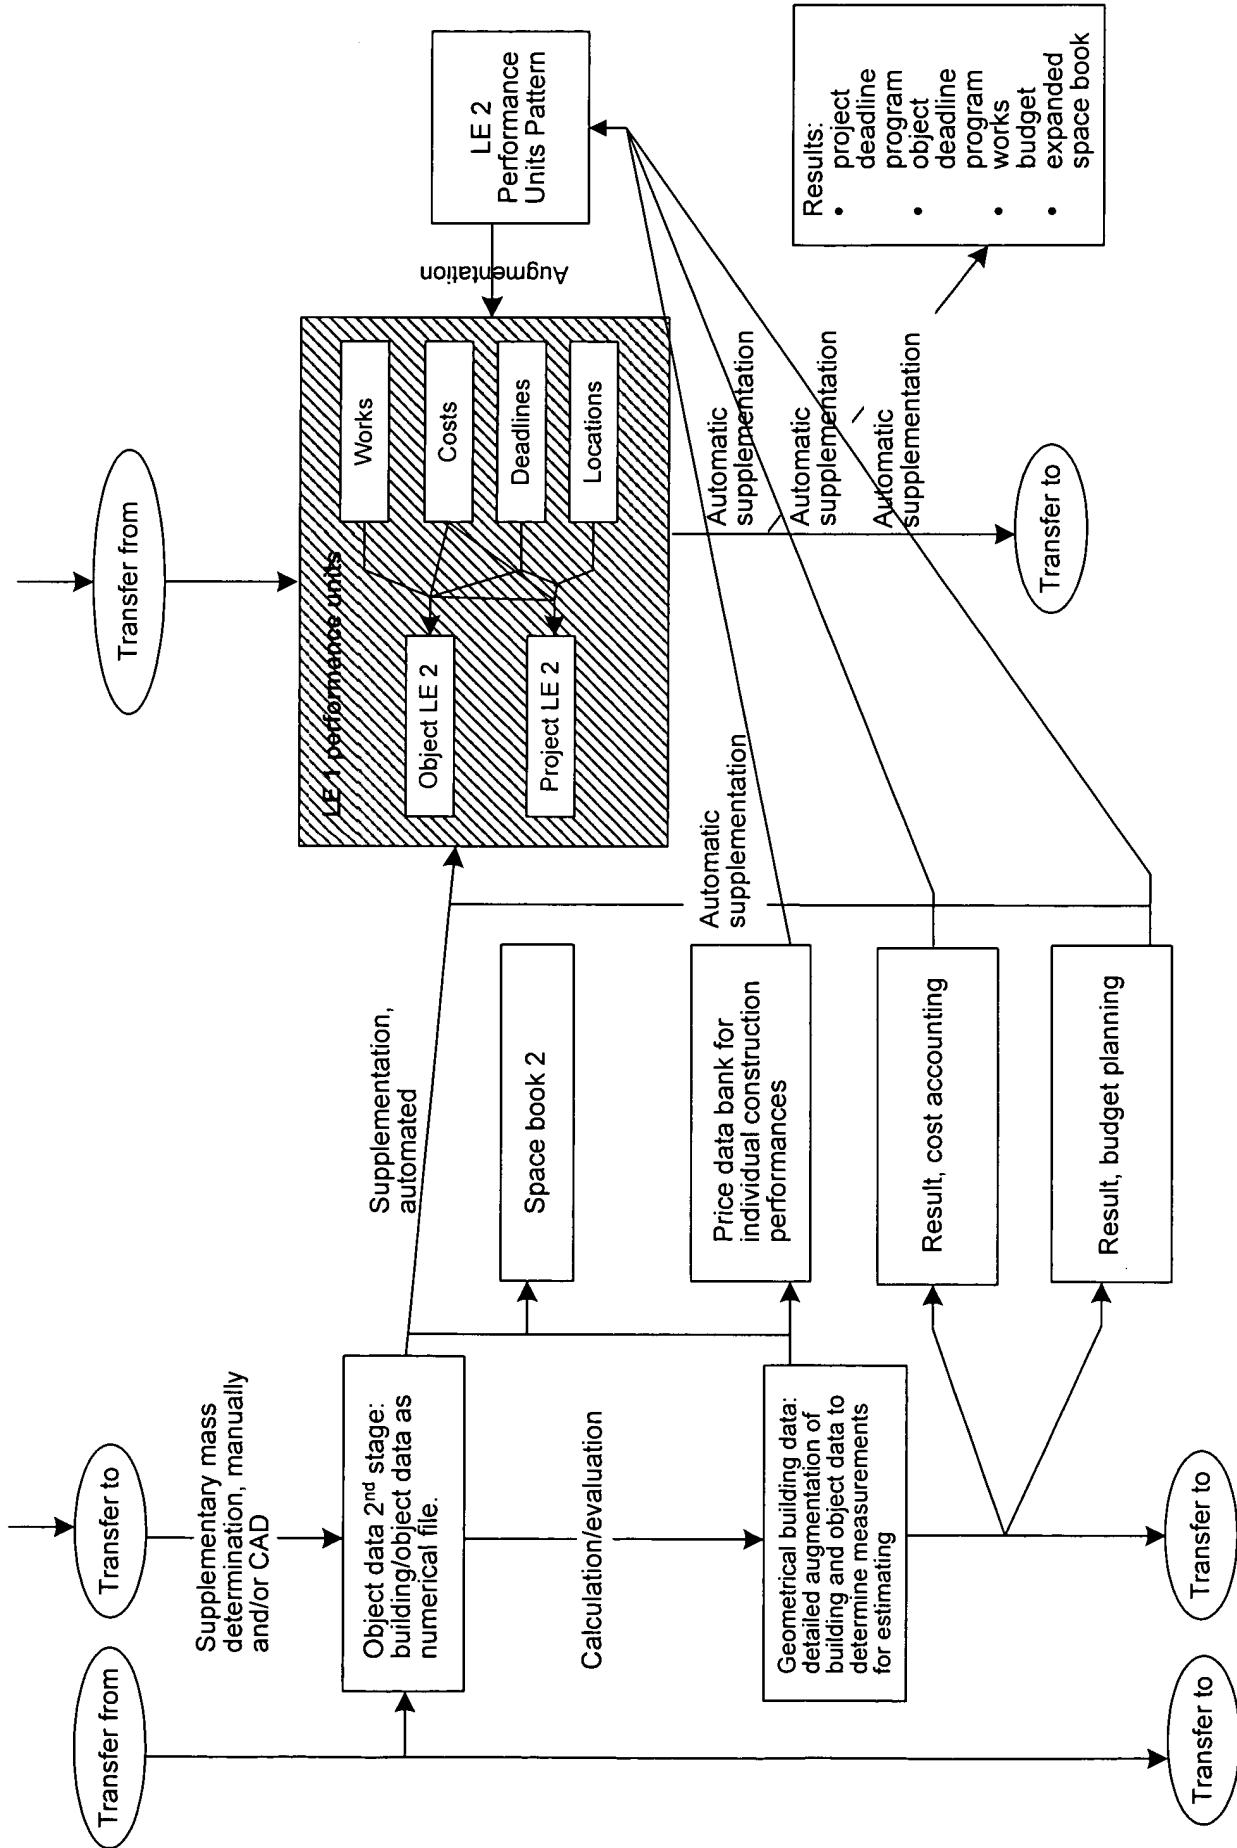 Transfer from
Transfer to
Transfer from
Supplementary mass
determination, manually
and/or CAD
Object data 2nd stage:
building/object data as
numerical file.
Supplementation,
automated
LE 1 performance units
Object LE 2
Project LE 2
Works
Costs
Deadlines
Locations
Augmentation
LE 2
Performance
Units Pattern
Calculation/evaluation
Space book 2
Geometrical building data:
detailed augmentation of
building and object data to
determine measurements
for estimating
Price data bank for
individual construction
performances
Automatic
supplementation
Automatic
supplementation
Automatic
supplementation
Automatic
supplementation
Result, cost accounting
Result, budget planning
Results:
• project
deadline
program
• object
deadline
program
• works
budget
• expanded
space book
Transfer to
Transfer to
Transfer to